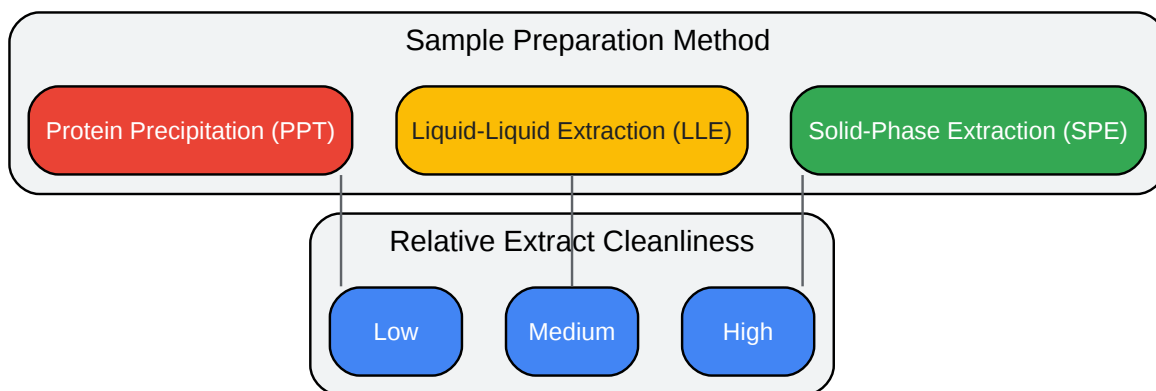 Sample Preparation Method
Protein Precipitation (PPT)
Liquid-Liquid Extraction (LLE)
Solid-Phase Extraction (SPE)
Relative Extract Cleanliness
Low
Medium
High